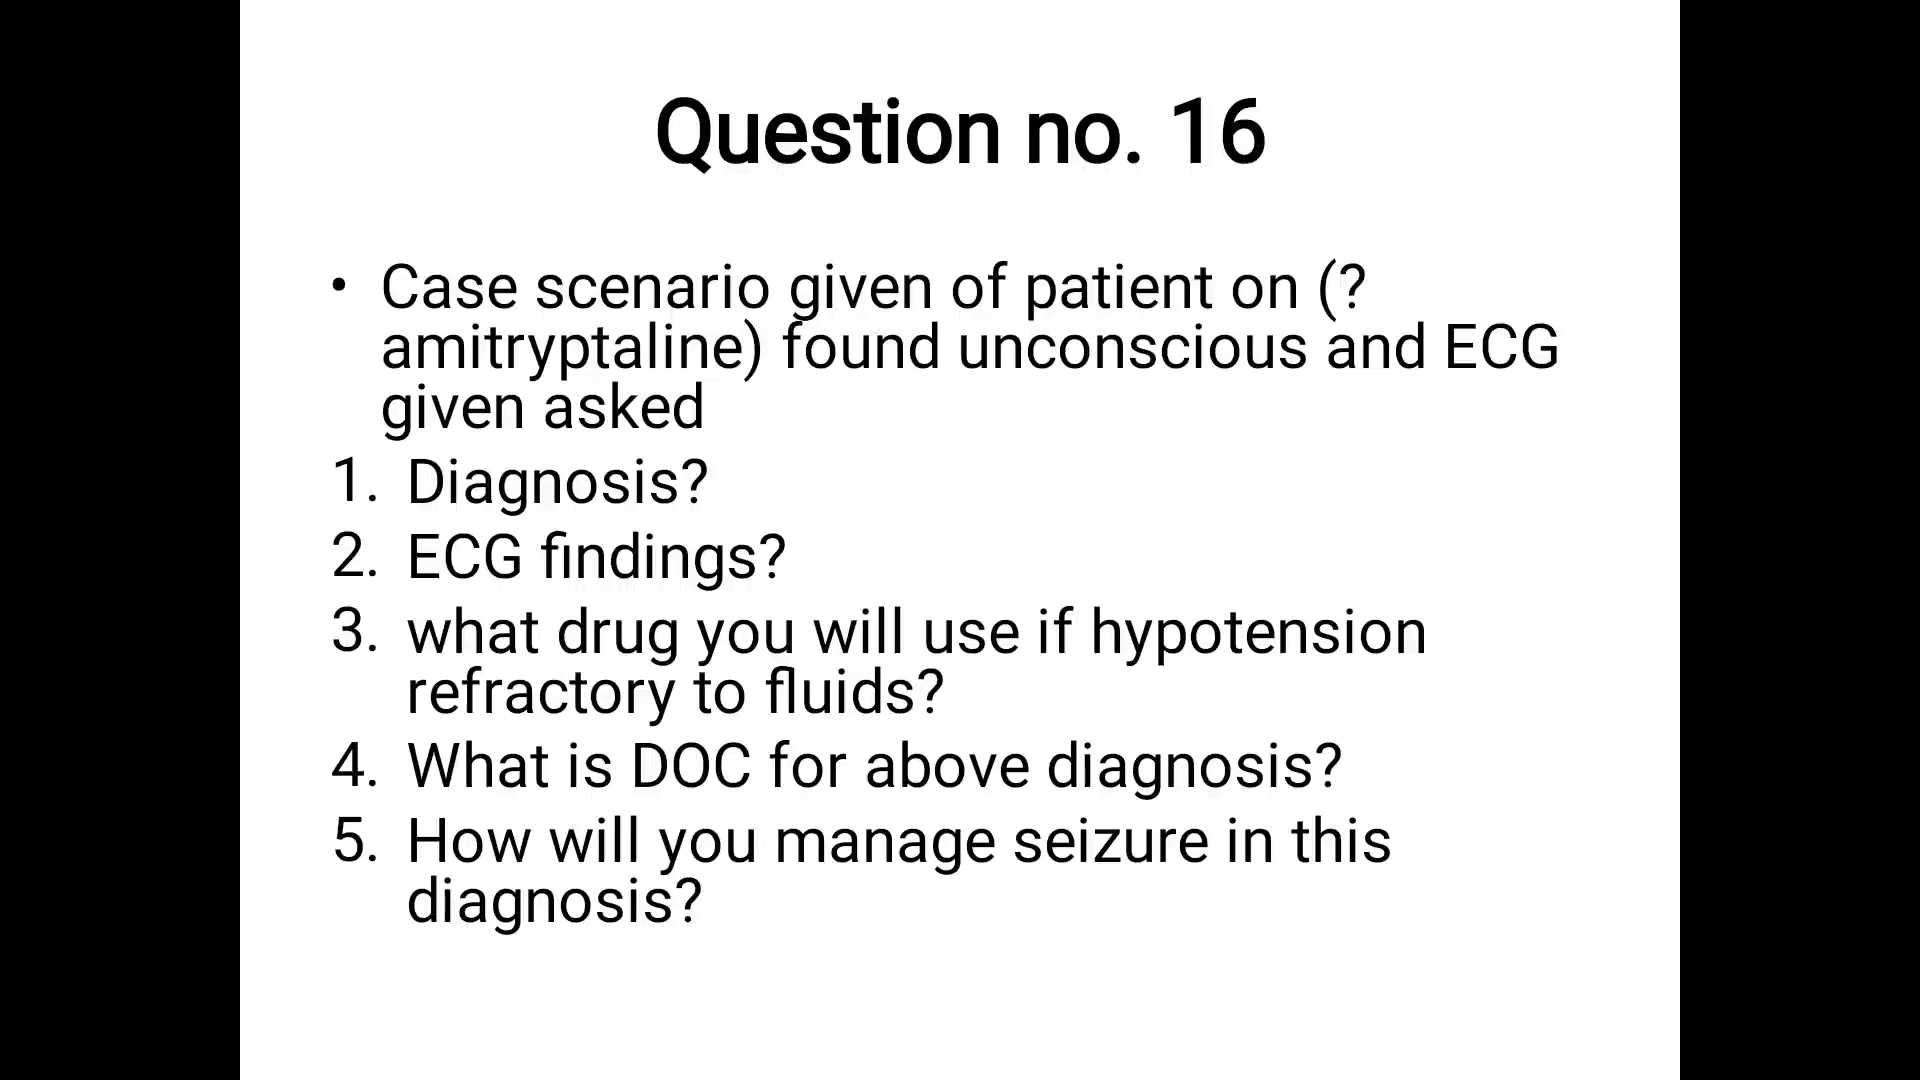 Question no. 16
• Case scenario given of patient on (?
amitryptaline) found unconscious and ECG
given asked
1. Diagnosis?
2. ECG findings?
3. what drug you will use if hypotension
refractory to fluids?
4. What is DOC for above diagnosis?
5. How will you manage seizure in this
diagnosis?